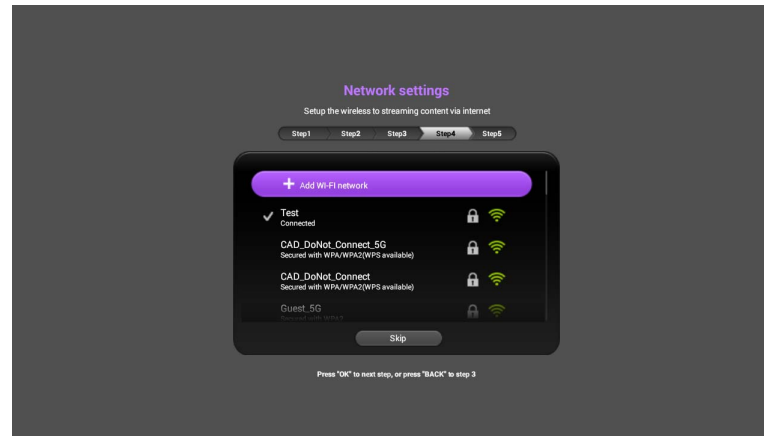 Network settings
Setup the wireless to streaming content via internet
Step1 Step2 Step3 Step4 Step5
Add WI-FI network
Test
Connected
CAD_DoNot_Connect_5G
Secured with WPA/WPA2(WPS available)
CAD_DoNot_Connect
Secured with WPA/WPA2(WPS available)
Guest_5G
Secured with
Skip
Press "OK" to next step, or press "BACK" to step 3